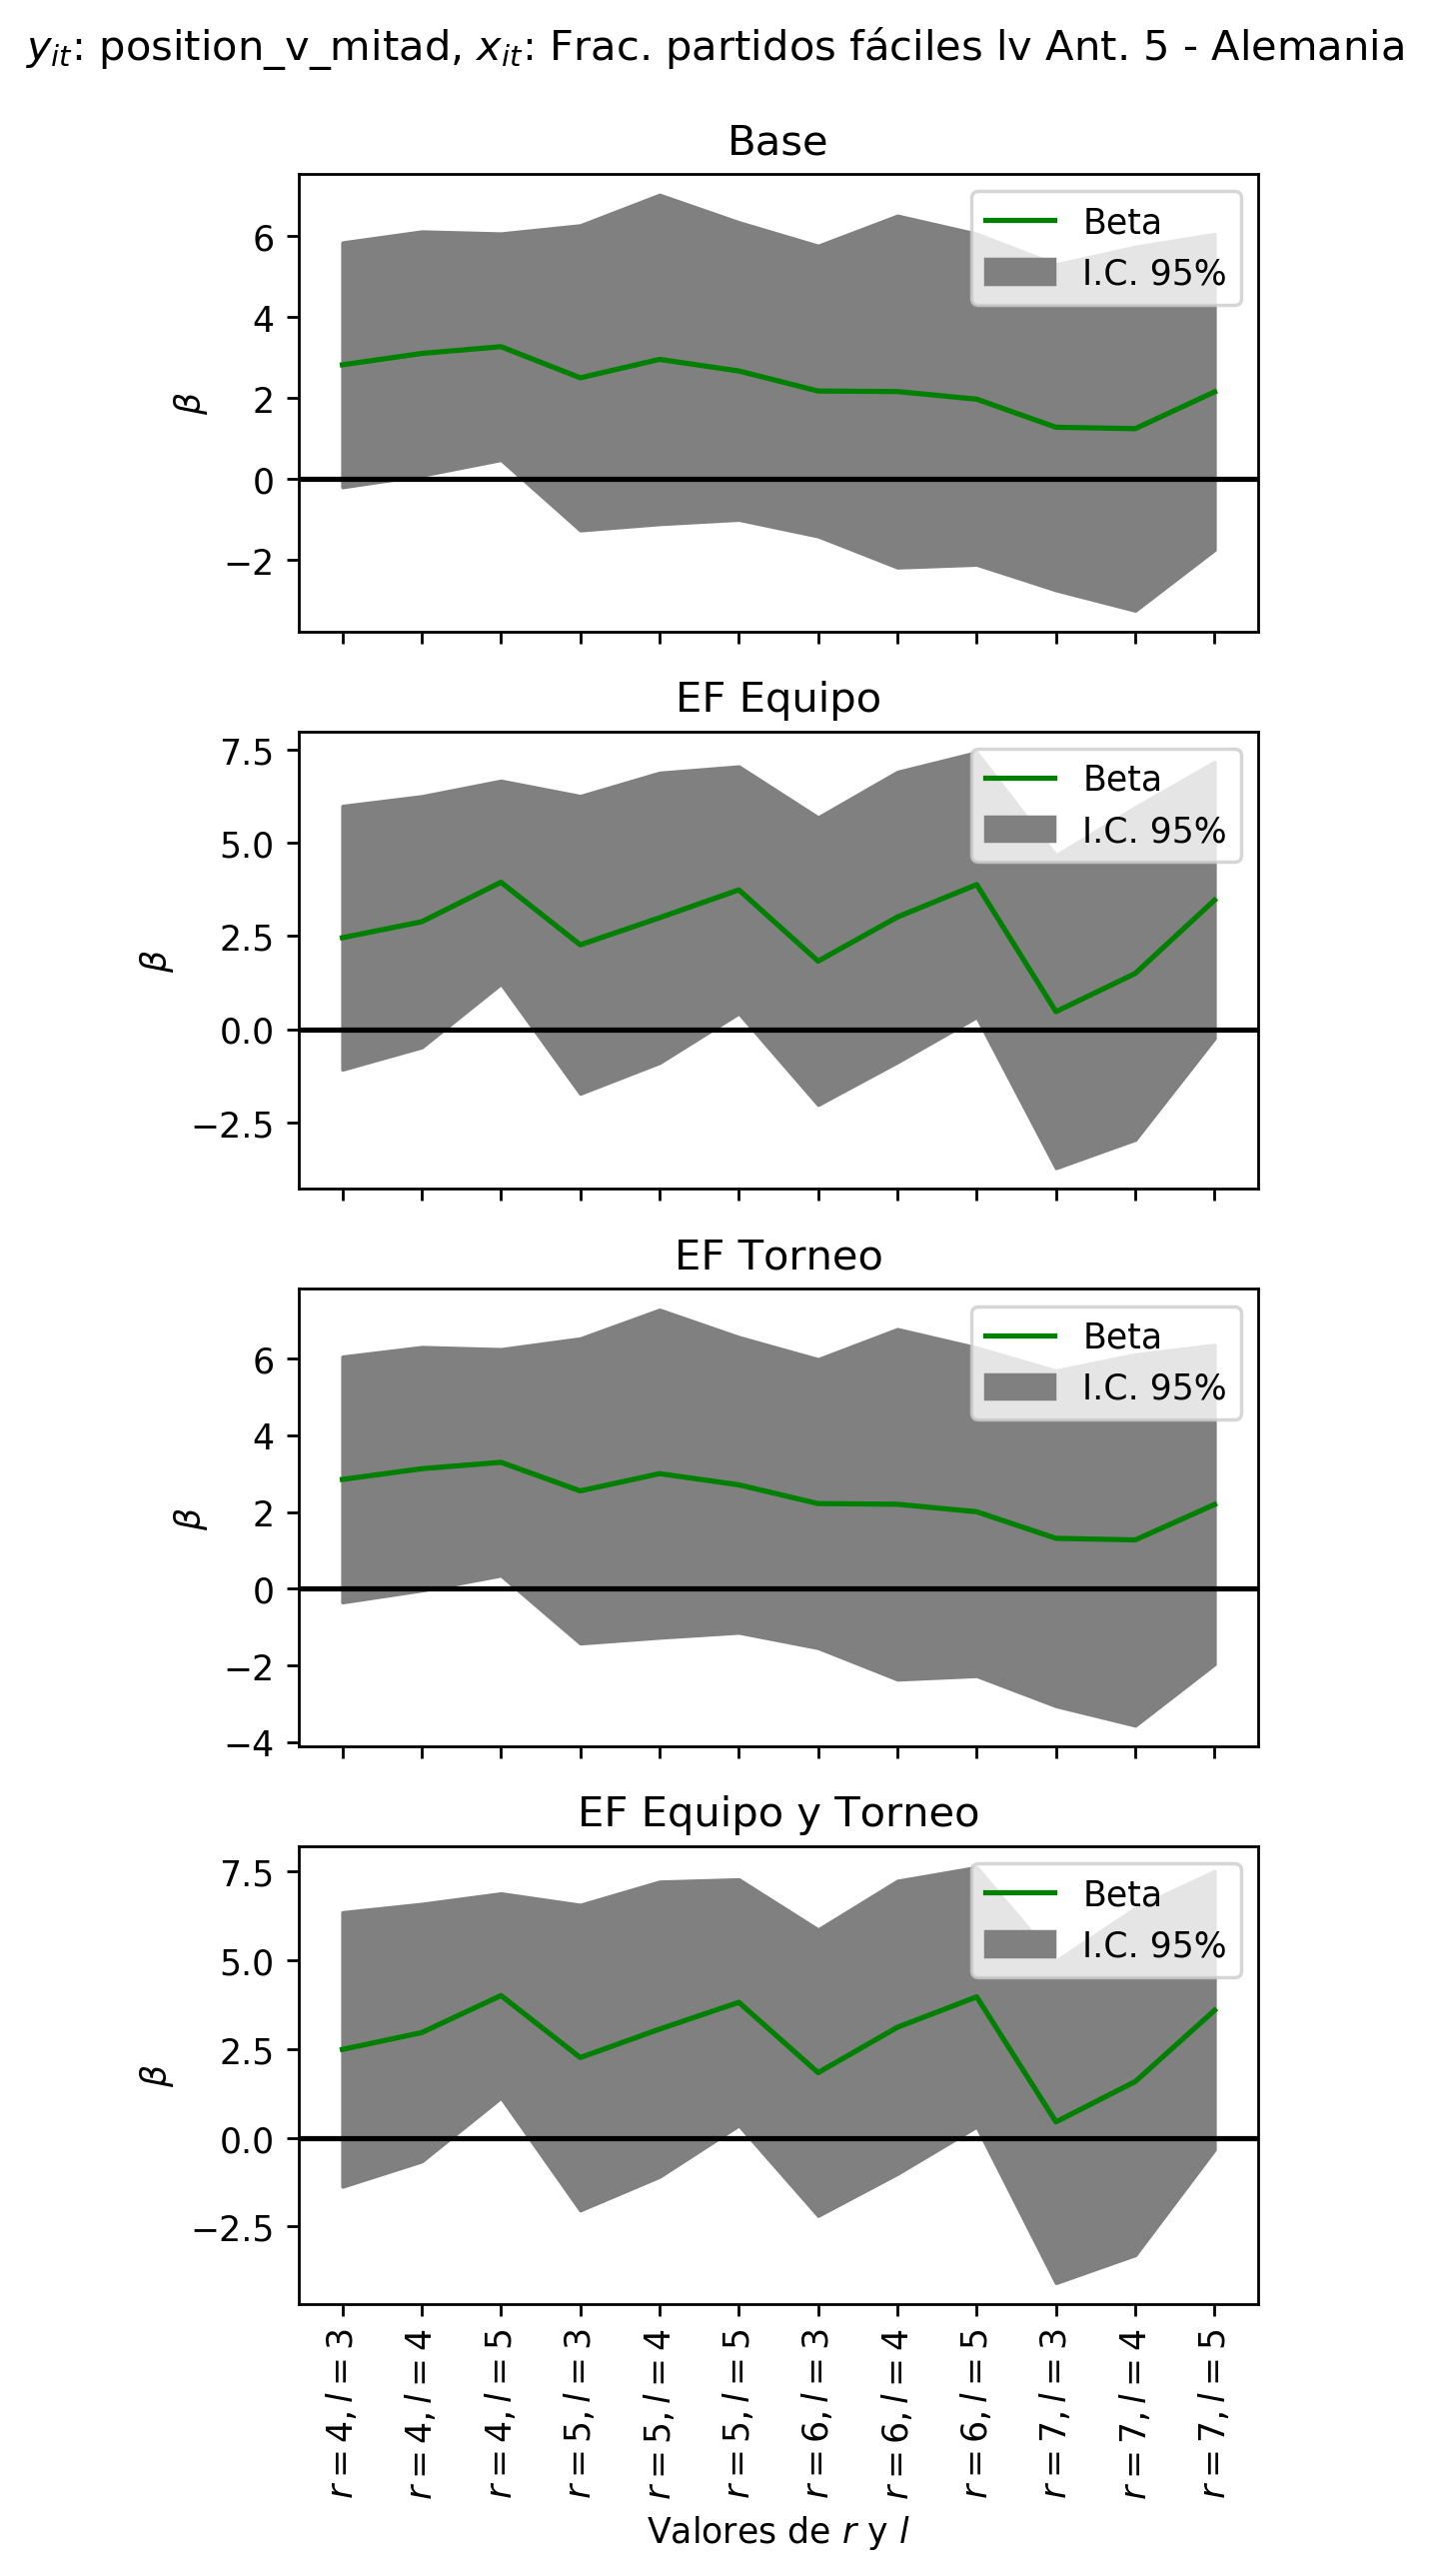 y_it: position_v_mitad, x_it: Frac. partidos fáciles lv Ant. 5 - Alemania
Base
Beta
I.C. 95%
6
4
2
0
−2
β
EF Equipo
Beta
I.C. 95%
7.5
5.0
2.5
0.0
−2.5
β
EF Torneo
Beta
I.C. 95%
6
4
2
0
−2
−4
β
EF Equipo y Torneo
Beta
I.C. 95%
7.5
5.0
2.5
0.0
−2.5
β
r = 4, l = 3
r = 4, l = 4
r = 4, l = 5
r = 5, l = 3
r = 5, l = 4
r = 5, l = 5
r = 6, l = 3
r = 6, l = 4
r = 6, l = 5
r = 7, l = 3
r = 7, l = 4
r = 7, l = 5
Valores de r y l